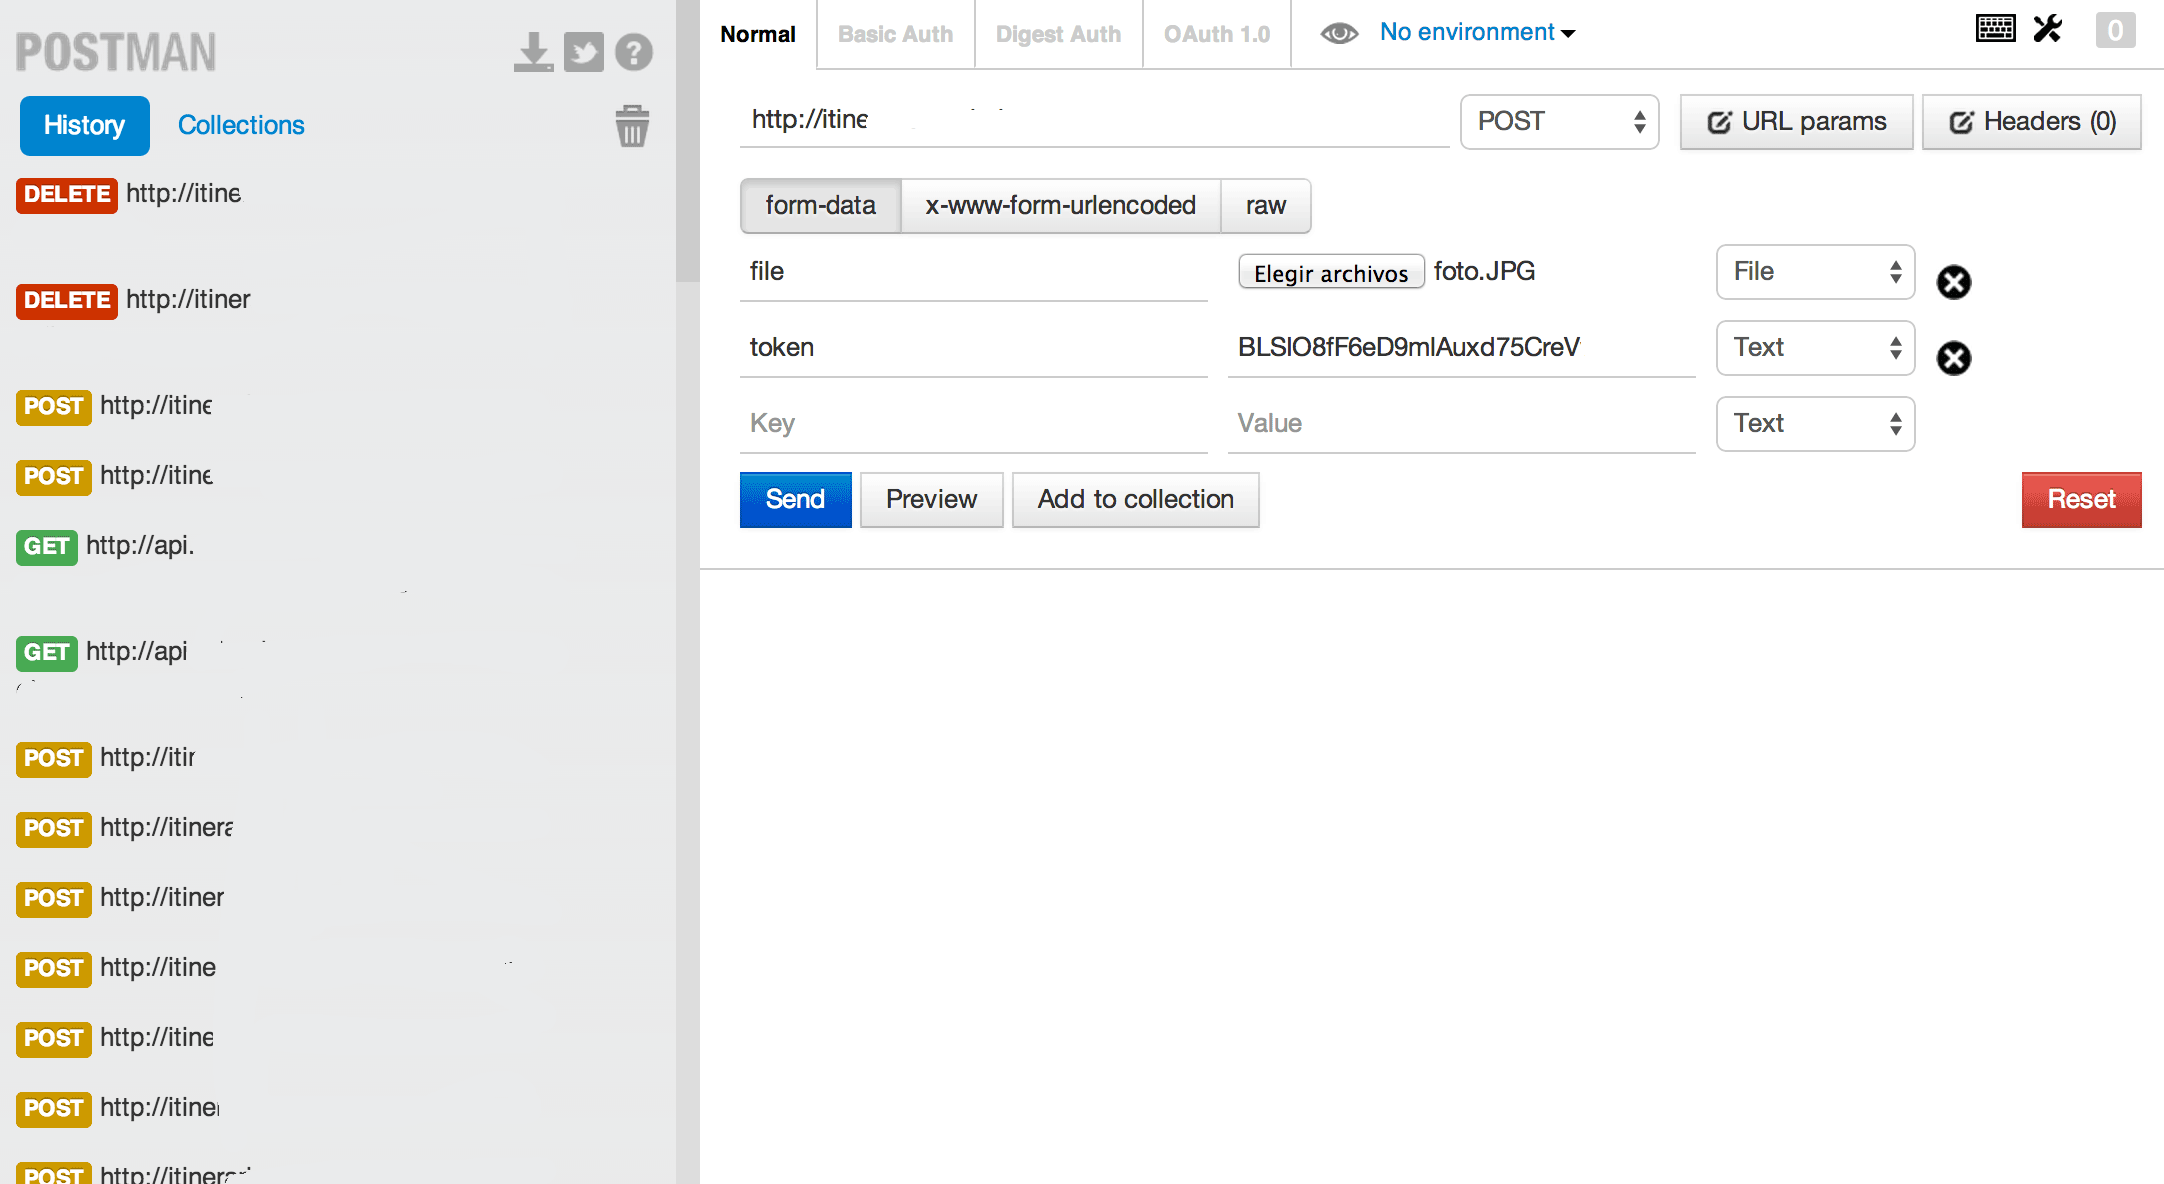 POSTMAN
History Collections
DELETE http://itine
DELETE http://itiner
POST http://itine
POST http://itine
GET http://api.
GET http://api
POST http://itir
POST http://itinera
POST http://itiner
POST http://itine
POST http://itine
POST http://itine
POST
Normal Basic Auth Digest Auth OAuth 1.0 No environment 0
http://itine POST URL params Headers (0)
form-data x-www-form-urlencoded raw
file Elegir archivos foto.JPG File
token BLSIO8fF6eD9mIAuxd75CreV Text
Key Value Text
Send Preview Add to collection Reset